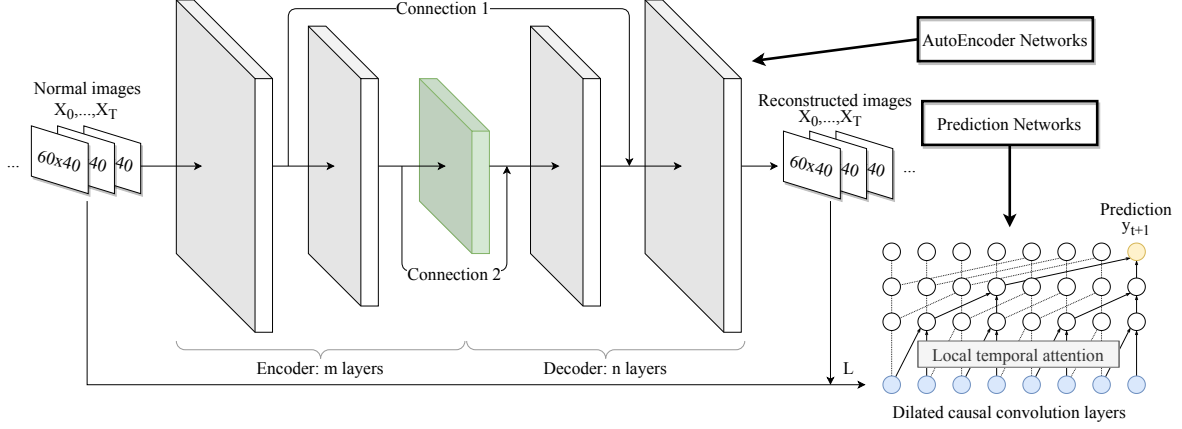 Connection 1
AutoEncoder Networks
Normal images
X0,...,XT
Reconstructed images
X0,...,XT
Prediction Networks
...
60x40
40
40
60x40
40
40
...
Prediction
yt+1
Connection 2
Local temporal attention
Encoder: m layers
Decoder: n layers
L
Dilated causal convolution layers